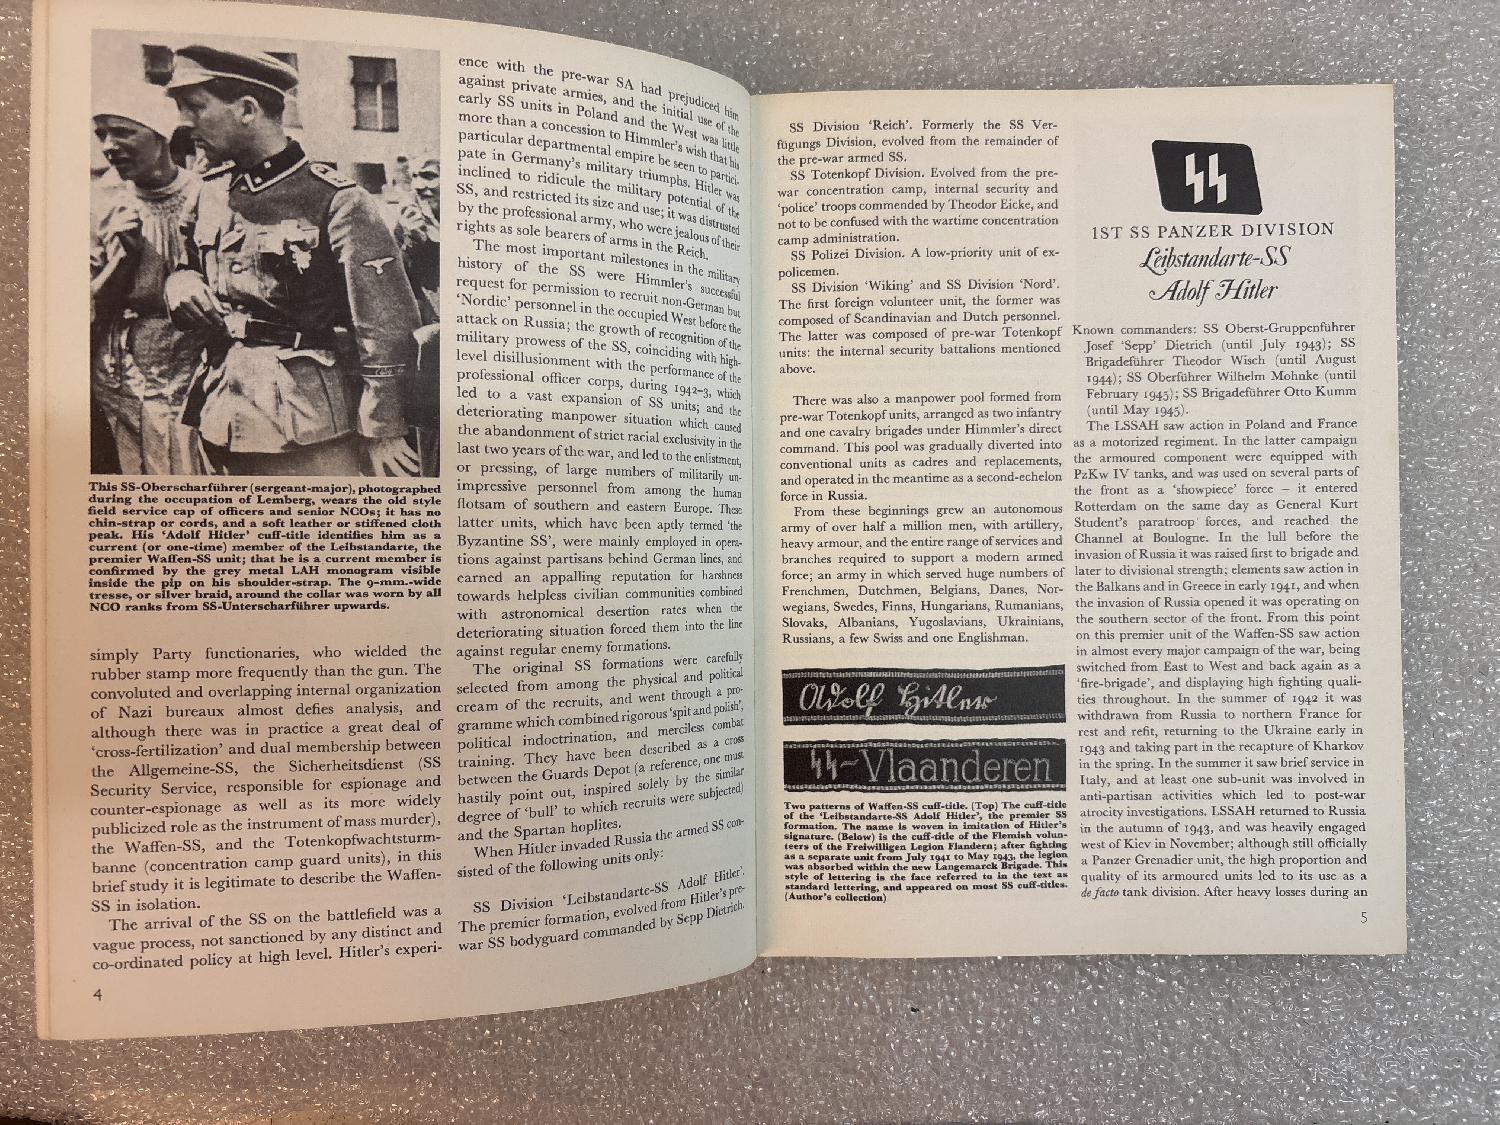 This SS-Oberscharführer (sergeant-major), photographed
during the occupation of Lemberg, wears the old style
field service cap of officers and senior NCOs; it has no
chin-strap or cords, and a soft leather or stiffened cloth
peak. His 'Adolf Hitler' cuff-title identifies him as a
current (or one-time) member of the Leibstandarte, the
premier Waffen-SS unit; that he is a current member is
confirmed by the grey metal LAH monogram visible
inside the pip on his shoulder-strap. The 9-mm.-wide
tresse, or silver braid, around the collar was worn by all
NCO ranks from SS-Unterscharführer upwards.
simply Party functionaries, who wielded the
rubber stamp more frequently than the gun. The
convoluted and overlapping internal organization
of Nazi bureaux almost defies analysis, and
although there was in practice a great deal of
'cross-fertilization' and dual membership between
the Allgemeine-SS, the Sicherheitsdienst (SS
Security Service, responsible for espionage and
counter-espionage as well as its more widely
publicized role as the instrument of mass murder),
the Waffen-SS, and the Totenkopfwachtsturm-
banne (concentration camp guard units), in this
brief study it is legitimate to describe the Waffen-
SS in isolation.
The arrival of the SS on the battlefield was a
vague process, not sanctioned by any distinct and
co-ordinated policy at high level. Hitler's experi-
4
ence with the pre-war SA had prejudiced him
against private armies, and the initial use of the
early SS units in Poland and the West was little
more than a concession to Himmler's wish that his
particular departmental empire be seen to partici-
pate in Germany's military triumphs. Hitler was
inclined to ridicule the military potential of the
SS, and restricted its size and use; it was distrusted
by the professional army, who were jealous of their
rights as sole bearers of arms in the Reich.
The most important milestones in the military
history of the SS were Himmler's successful
request for permission to recruit non-German but
'Nordic' personnel in the occupied West before the
attack on Russia; the growth of recognition of the
military prowess of the SS, coinciding with high-
level disillusionment with the performance of the
professional officer corps, during 1942–3, which
led to a vast expansion of SS units; and the
deteriorating manpower situation which caused
the abandonment of strict racial exclusivity in the
last two years of the war, and led to the enlistment,
or pressing, of large numbers of militarily un-
impressive personnel from among the human
flotsam of southern and eastern Europe. These
latter units, which have been aptly termed 'the
Byzantine SS', were mainly employed in opera-
tions against partisans behind German lines, and
earned an appalling reputation for harshness
towards helpless civilian communities combined
with astronomical desertion rates when the
deteriorating situation forced them into the line
against regular enemy formations.
The original SS formations were carefully
selected from among the physical and political
cream of the recruits, and went through a pro-
gramme which combined rigorous 'spit and polish',
political indoctrination, and merciless combat
training. They have been described as a cross
between the Guards Depot (a reference, one must
hastily point out, inspired solely by the similar
degree of 'bull' to which recruits were subjected)
and the Spartan hoplites.
When Hitler invaded Russia the armed SS con-
sisted of the following units only:
SS Division 'Leibstandarte-SS Adolf Hitler'.
The premier formation, evolved from Hitler's pre-
war SS bodyguard commanded by Sepp Dietrich.
SS Division 'Reich'. Formerly the SS Ver-
fügungs Division, evolved from the remainder of
the pre-war armed SS.
SS Totenkopf Division. Evolved from the pre-
war concentration camp, internal security and
'police' troops commended by Theodor Eicke, and
not to be confused with the wartime concentration
camp administration.
SS Polizei Division. A low-priority unit of ex-
policemen.
SS Division 'Wiking' and SS Division 'Nord'.
The first foreign volunteer unit, the former was
composed of Scandinavian and Dutch personnel.
The latter was composed of pre-war Totenkopf
units: the internal security battalions mentioned
above.
There was also a manpower pool formed from
pre-war Totenkopf units, arranged as two infantry
and one cavalry brigades under Himmler's direct
command. This pool was gradually diverted into
conventional units as cadres and replacements,
and operated in the meantime as a second-echelon
force in Russia.
From these beginnings grew an autonomous
army of over half a million men, with artillery,
heavy armour, and the entire range of services and
branches required to support a modern armed
force; an army in which served huge numbers of
Frenchmen, Dutchmen, Belgians, Danes, Nor-
wegians, Swedes, Finns, Hungarians, Rumanians,
Slovaks, Albanians, Yugoslavians, Ukrainians,
Russians, a few Swiss and one Englishman.
Adolf Hitler
SS-Vlaanderen
Two patterns of Waffen-SS cuff-title. (Top) The cuff-title
of the 'Leibstandarte-SS Adolf Hitler', the premier SS
formation. The name is woven in imitation of Hitler's
signature. (Below) is the cuff-title of the Flemish volun-
teers of the Freiwilligen Legion Flandern; after fighting
as a separate unit from July 1941 to May 1943, the legion
was absorbed within the new Langemarck Brigade. This
style of lettering is the face referred to in the text as
standard lettering, and appeared on most SS cuff-titles.
(Author's collection)
SS
1ST SS PANZER DIVISION
Leibstandarte-SS
Adolf Hitler
Known commanders: SS Oberst-Gruppenführer
Josef 'Sepp' Dietrich (until July 1943); SS
Brigadeführer Theodor Wisch (until August
1944); SS Oberführer Wilhelm Mohnke (until
February 1945); SS Brigadeführer Otto Kumm
(until May 1945).
The LSSAH saw action in Poland and France
as a motorized regiment. In the latter campaign
the armoured component were equipped with
PzKw IV tanks, and was used on several parts of
the front as a 'showpiece' force – it entered
Rotterdam on the same day as General Kurt
Student's paratroop forces, and reached the
Channel at Boulogne. In the lull before the
invasion of Russia it was raised first to brigade and
later to divisional strength; elements saw action in
the Balkans and in Greece in early 1941, and when
the invasion of Russia opened it was operating on
the southern sector of the front. From this point
on this premier unit of the Waffen-SS saw action
in almost every major campaign of the war, being
switched from East to West and back again as a
'fire-brigade', and displaying high fighting quali-
ties throughout. In the summer of 1942 it was
withdrawn from Russia to northern France for
rest and refit, returning to the Ukraine early in
1943 and taking part in the recapture of Kharkov
in the spring. In the summer it saw brief service in
Italy, and at least one sub-unit was involved in
anti-partisan activities which led to post-war
atrocity investigations. LSSAH returned to Russia
in the autumn of 1943, and was heavily engaged
west of Kiev in November; although still officially
a Panzer Grenadier unit, the high proportion and
quality of its armoured units led to its use as a
de facto tank division. After heavy losses during an
5